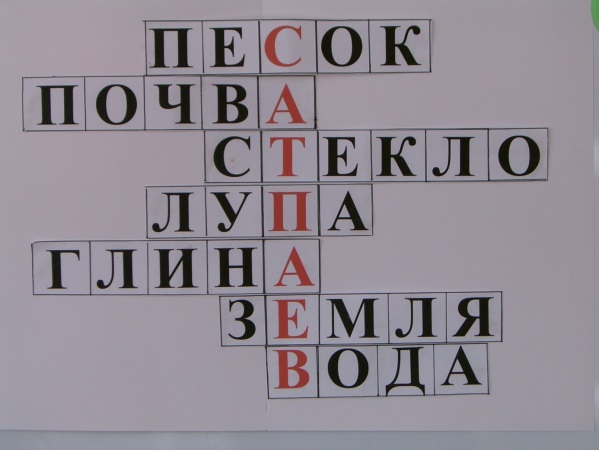 ПЕСОК
ПОЧВА
СТЕКЛО
ЛУПА
ГЛИНА
ЗЕМЛЯ
ВОДА